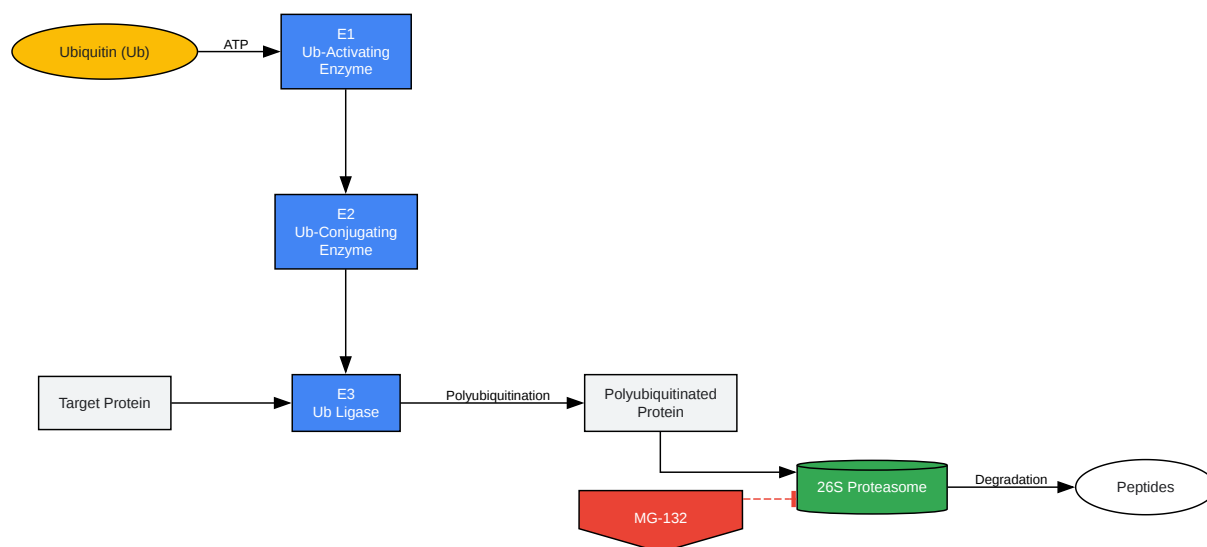 Ubiquitin (Ub)
ATP
E1
Ub-Activating
Enzyme
E2
Ub-Conjugating
Enzyme
Target Protein
E3
Ub Ligase
Polyubiquitination
Polyubiquitinated
Protein
26S Proteasome
Degradation
Peptides
MG-132